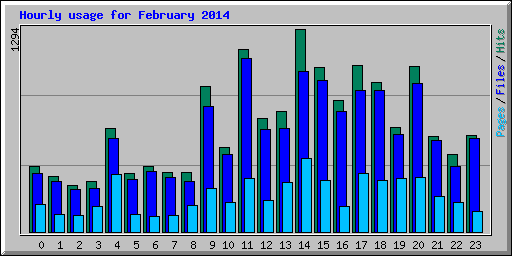 Hourly usage for February 2014
1294
Pages / Files / Hits
0 1 2 3 4 5 6 7 8 9 10 11 12 13 14 15 16 17 18 19 20 21 22 23